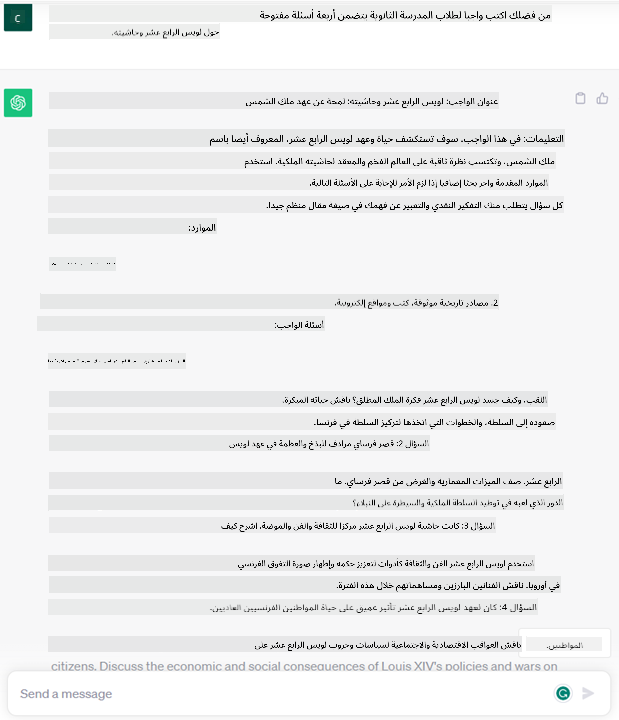 C
من فضلك اكتب واجبا لطلاب المدرسة الثانوية يتضمن أربعة أسئلة مفتوحة
حول لويس الرابع عشر وحاشيته.
عنوان الواجب: لويس الرابع عشر وحاشيته: لمحة عن عهد ملك الشمس
التعليمات: في هذا الواجب، سوف تستكشف حياة وعهد لويس الرابع عشر، المعروف أيضا باسم
ملك الشمس، وتكتسب نظرة ثاقبة على العالم الفخم والمعقد لحاشيته الملكية. استخدم
الموارد المقدمة واجر بحثا إضافيا إذا لزم الأمر للإجابة على الأسئلة التالية.
كل سؤال يتطلب منك التفكير النقدي والتعبير عن فهمك في صيغة مقال منظم جيدا.
الموارد:
2. مصادر تاريخية موثوقة، كتب ومواقع إلكترونية.
أسئلة الواجب:
اللقب، وكيف جسد لويس الرابع عشر فكرة الملك المطلق؟ ناقش حياته المبكرة،
صعوده إلى السلطة، والخطوات التي اتخذها لتركيز السلطة في فرنسا.
السؤال 2: قصر فرساي مرادف للبذخ والعظمة في عهد لويس
الرابع عشر. صف الميزات المعمارية والغرض من قصر فرساي. ما
الدور الذي لعبه في توطيد السلطة الملكية والسيطرة على النبلاء؟
السؤال 3: كانت حاشية لويس الرابع عشر مركزا للثقافة والفن والموضة. اشرح كيف
استخدم لويس الرابع عشر الفن والثقافة كأدوات لتعزيز حكمه وإظهار صورة التفوق الفرنسي
في أوروبا. ناقش الفنانين البارزين ومساهماتهم خلال هذه الفترة.
السؤال 4: كان لعهد لويس الرابع عشر تأثير عميق على حياة المواطنين الفرنسيين العاديين.
ناقش العواقب الاقتصادية والاجتماعية لسياسات وحروب لويس الرابع عشر على
المواطنين.
citizens. Discuss the economic and social consequences of Louis XIV's policies and wars on
Send a message